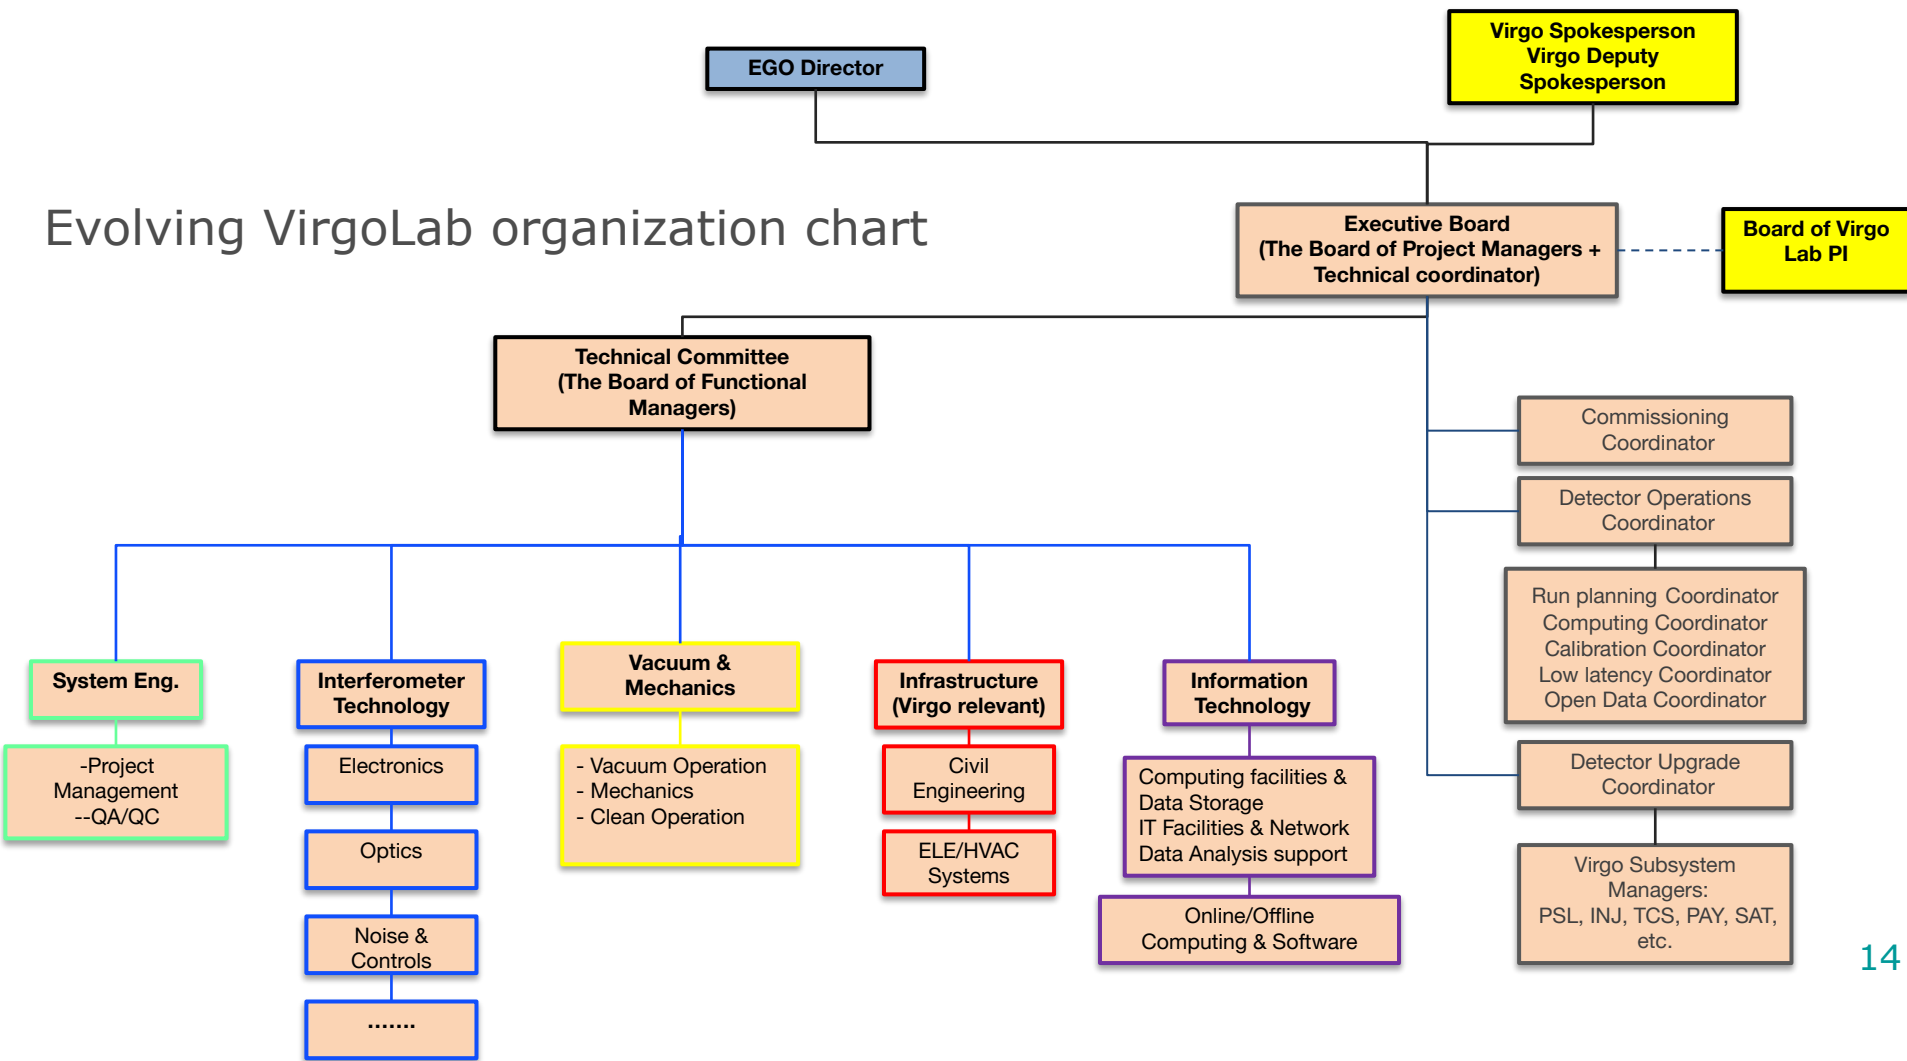 EGO Director
Virgo Spokesperson
Virgo Deputy
Spokesperson
Evolving VirgoLab organization chart
Executive Board
(The Board of Project Managers +
Technical coordinator)
Board of Virgo
Lab PI
Technical Committee
(The Board of Functional
Managers)
Commissioning
Coordinator
Detector Operations
Coordinator
Run planning Coordinator
Computing Coordinator
Calibration Coordinator
Low latency Coordinator
Open Data Coordinator
Detector Upgrade
Coordinator
Virgo Subsystem
Managers:
PSL, INJ, TCS, PAY, SAT,
etc.
System Eng.
-Project
Management
--QA/QC
Interferometer
Technology
Electronics
Optics
Noise &
Controls
.......
Vacuum &
Mechanics
- Vacuum Operation
- Mechanics
- Clean Operation
Infrastructure
(Virgo relevant)
Civil
Engineering
ELE/HVAC
Systems
Information
Technology
Computing facilities &
Data Storage
IT Facilities & Network
Data Analysis support
Online/Offline
Computing & Software
14